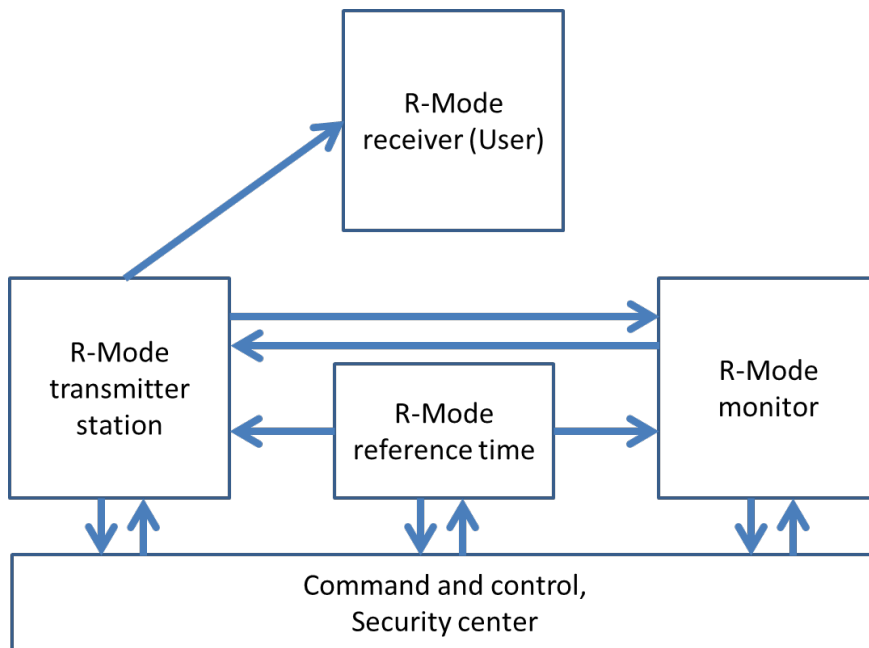 R-Mode
receiver (User)
R-Mode
transmitter
station
R-Mode
reference time
R-Mode
monitor
Command and control,
Security center